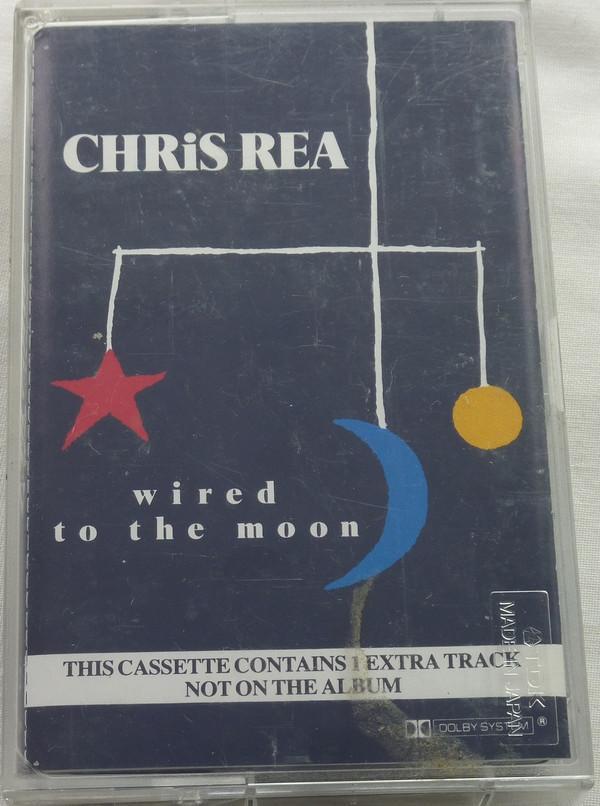 CHRiS REA
wired
to the moon
THIS CASSETTE CONTAINS 1 EXTRA TRACK
NOT ON THE ALBUM
DOLBY SYSTEM
TDK ®
MADE IN JAPAN